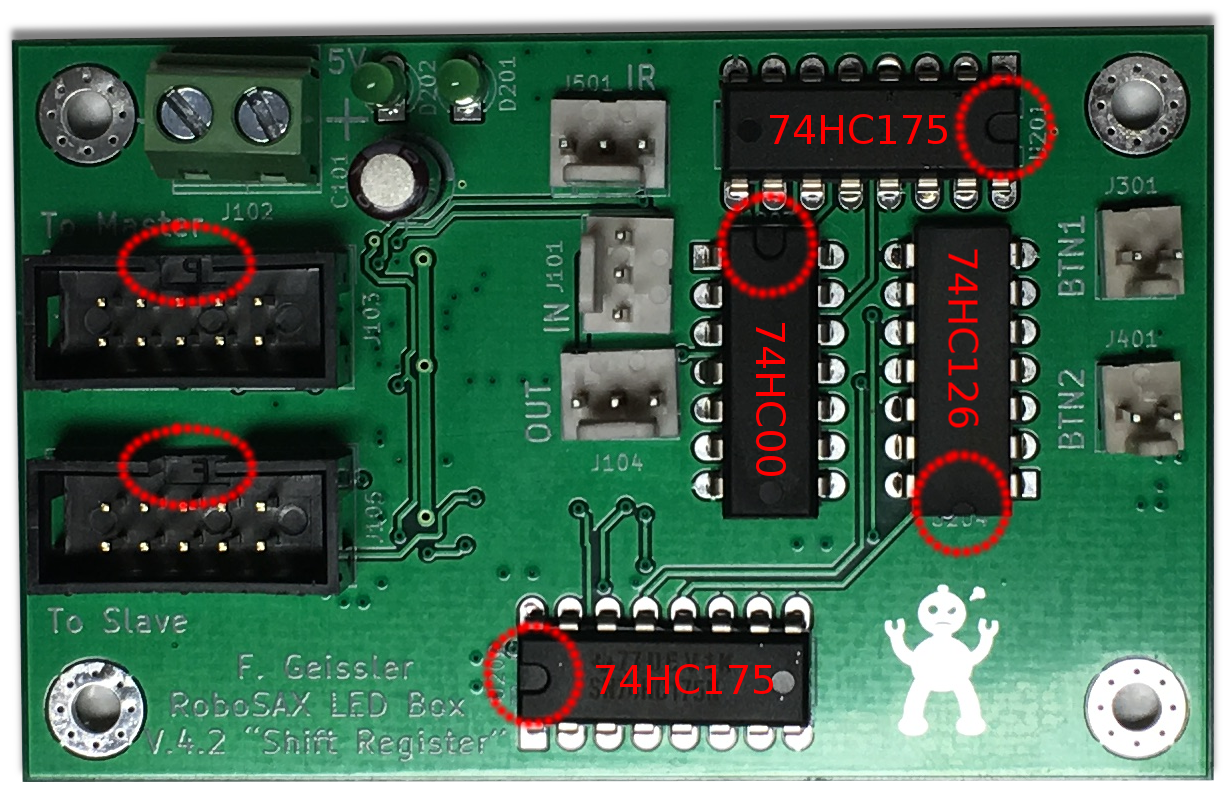 5V
+
D202
D201
J501
IR
74HC175
U201
C101
J102
To Master
J301
BTN1
J103
IN
J101
74HC00
74HC126
J401
BTN2
OUT
J104
J105
To Slave
74HC175
F. Geissler
RoboSAX LED Box
V.4.2 "Shift Register"